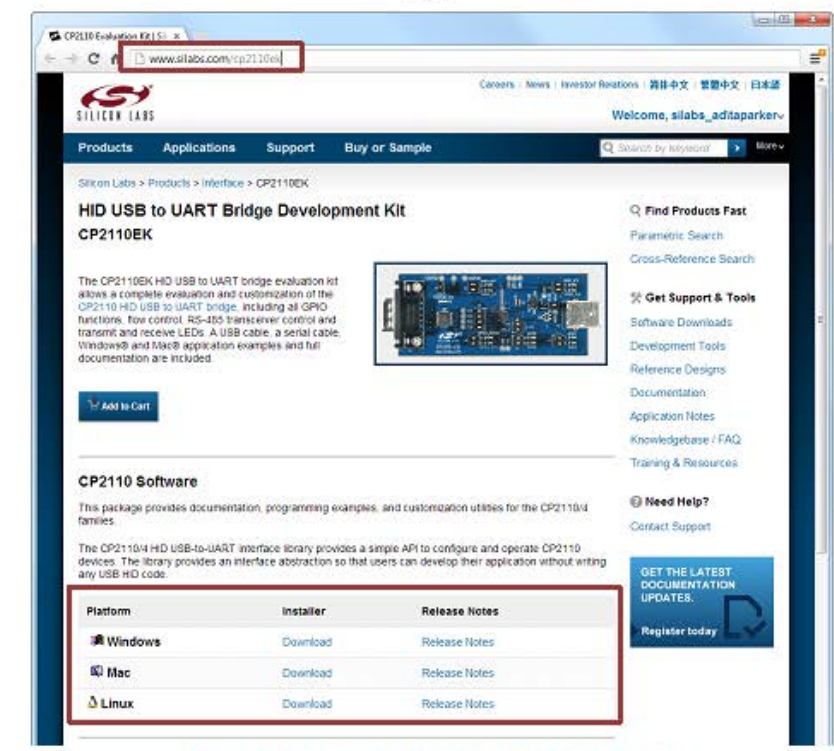 CP2110 Evaluation Kit | Si
www.silabs.com/cp2110ek
Careers | News | Investor Relations | 简体中文 | 繁體中文 | 日本語
SILICON LABS
Welcome, silabs_aditaparker
Products Applications Support Buy or Sample
Search by keyword
More
Silicon Labs > Products > Interface > CP2110EK
HID USB to UART Bridge Development Kit
CP2110EK
The CP2110EK HID USB to UART bridge evaluation kit
allows a complete evaluation and customization of the
CP2110 HID USB to UART bridge, including all GPIO
functions, flow control, RS-485 transceiver control and
transmit and receive LEDs. A USB cable, a serial cable,
Windows® and Mac® application examples and full
documentation are included.
Add to Cart
CP2110 Software
This package provides documentation, programming examples, and customization utilities for the CP2110/4
families.
The CP2110/4 HID USB-to-UART interface library provides a simple API to configure and operate CP2110
devices. The library provides an interface abstraction so that users can develop their application without writing
any USB HID code.
Platform Installer Release Notes
Windows Download Release Notes
Mac Download Release Notes
Linux Download Release Notes
Find Products Fast
Parametric Search
Cross-Reference Search
Get Support & Tools
Software Downloads
Development Tools
Reference Designs
Documentation
Application Notes
Knowledgebase / FAQ
Training & Resources
Need Help?
Contact Support
GET THE LATEST
DOCUMENTATION
UPDATES.
Register today